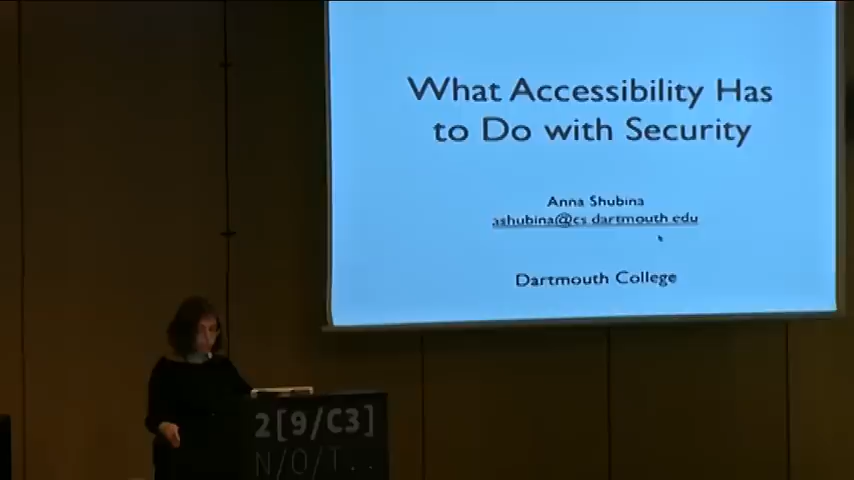 What Accessibility Has
to Do with Security
Anna Shubina
ashubina@cs.dartmouth.edu
Dartmouth College
2[9/C3]
N/O/T...